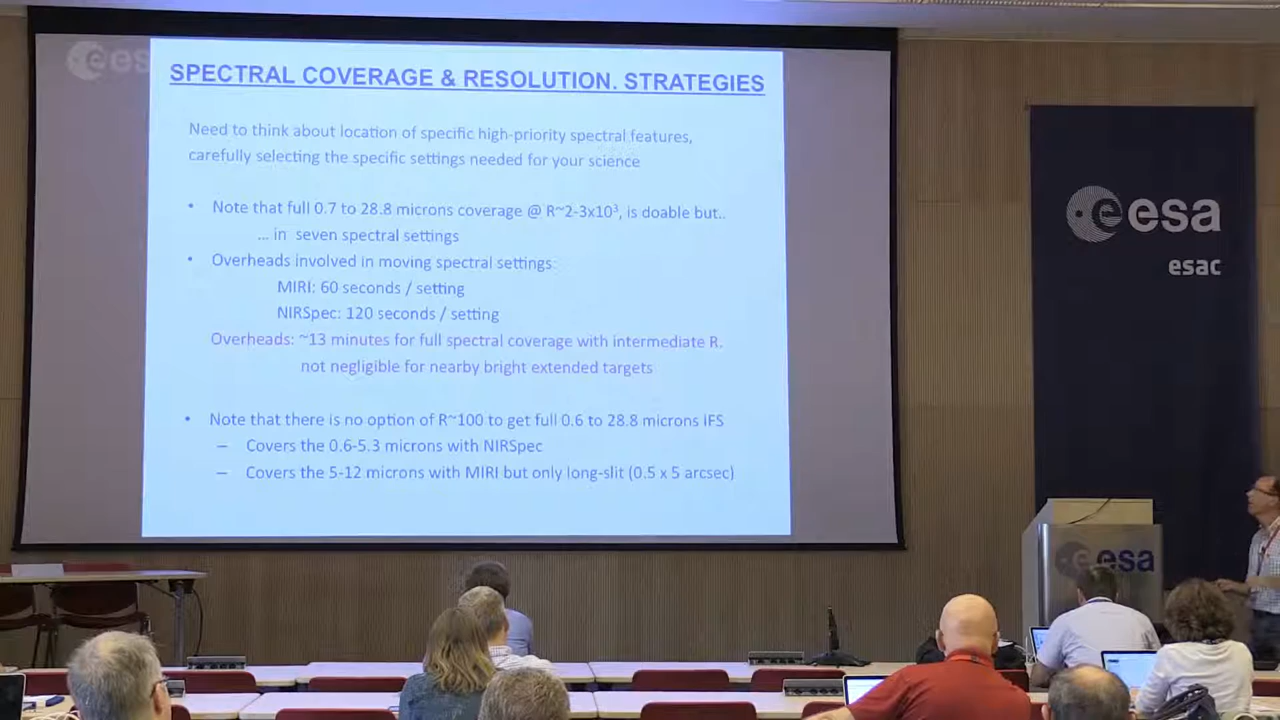 esa
SPECTRAL COVERAGE & RESOLUTION. STRATEGIES
Need to think about location of specific high-priority spectral features,
carefully selecting the specific settings needed for your science
• Note that full 0.7 to 28.8 microns coverage @ R~2-3x10³, is doable but..
... in seven spectral settings
• Overheads involved in moving spectral settings:
MIRI: 60 seconds / setting
NIRSpec: 120 seconds / setting
Overheads: ~13 minutes for full spectral coverage with intermediate R.
not negligible for nearby bright extended targets
• Note that there is no option of R~100 to get full 0.6 to 28.8 microns IFS
– Covers the 0.6-5.3 microns with NIRSpec
– Covers the 5-12 microns with MIRI but only long-slit (0.5 x 5 arcsec)
esa
esac
esa